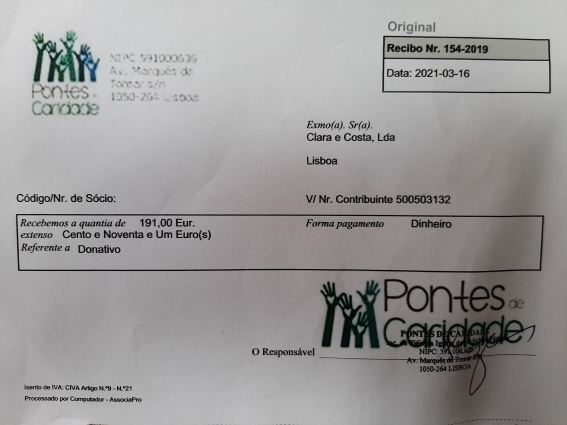 Original
Recibo Nr. 154-2019
Data: 2021-03-16
Pontes de Caridade
NIPC 591000636
Av. Marquês de
Tomar s/n
1050-264 Lisboa
Exmo(a). Sr(a).
Clara e Costa, Lda
Lisboa
Código/Nr. de Sócio:
V/ Nr. Contribuinte 500503132
Recebemos a quantia de 191,00 Eur.
Forma pagamento Dinheiro
extenso Cento e Noventa e Um Euro(s)
Referente a Donativo
Pontes de
Caridade
PONTES DE CARIDADE
NIPC: 591
Av. Marquês de Tomar
1050-264 LISBOA
O Responsável
Isento de IVA: CIVA Artigo N.º9 - N.º21
Processado por Computador - AssociaPro